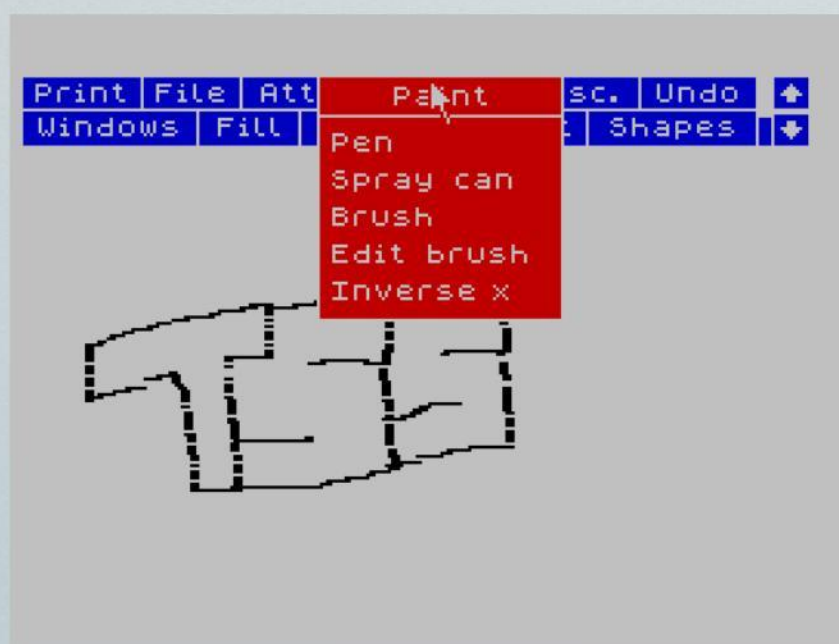 Print File Att Paint sc. Undo
Windows Fill Shapes
Pen
Spray can
Brush
Edit brush
Inverse x